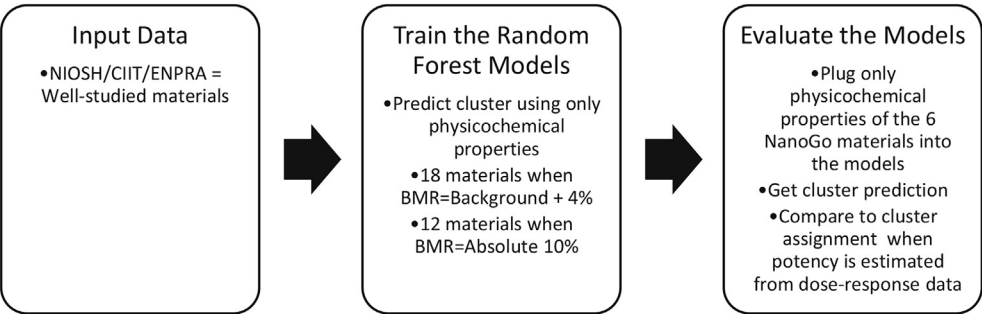 Input Data
•NIOSH/CIIT/ENPRA =
Well-studied materials
Train the Random
Forest Models
•Predict cluster using only
physicochemical
properties
•18 materials when
BMR=Background + 4%
•12 materials when
BMR=Absolute 10%
Evaluate the Models
•Plug only
physicochemical
properties of the 6
NanoGo materials into
the models
•Get cluster prediction
•Compare to cluster
assignment when
potency is estimated
from dose-response data